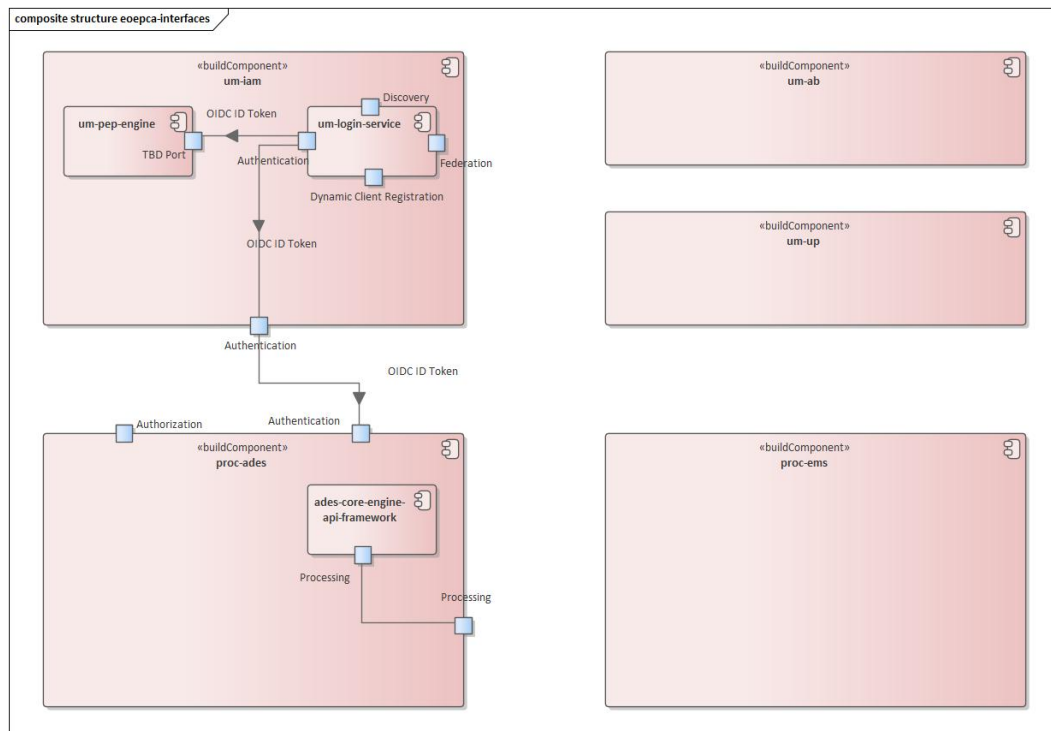 composite structure eoepca-interfaces
«buildComponent»
um-iam
um-pep-engine
OIDC ID Token
TBD Port
Discovery
um-login-service
Authentication
Federation
Dynamic Client Registration
OIDC ID Token
Authentication
«buildComponent»
um-ab
«buildComponent»
um-up
OIDC ID Token
Authorization
Authentication
«buildComponent»
proc-ades
ades-core-engine-
api-framework
Processing
Processing
«buildComponent»
proc-ems